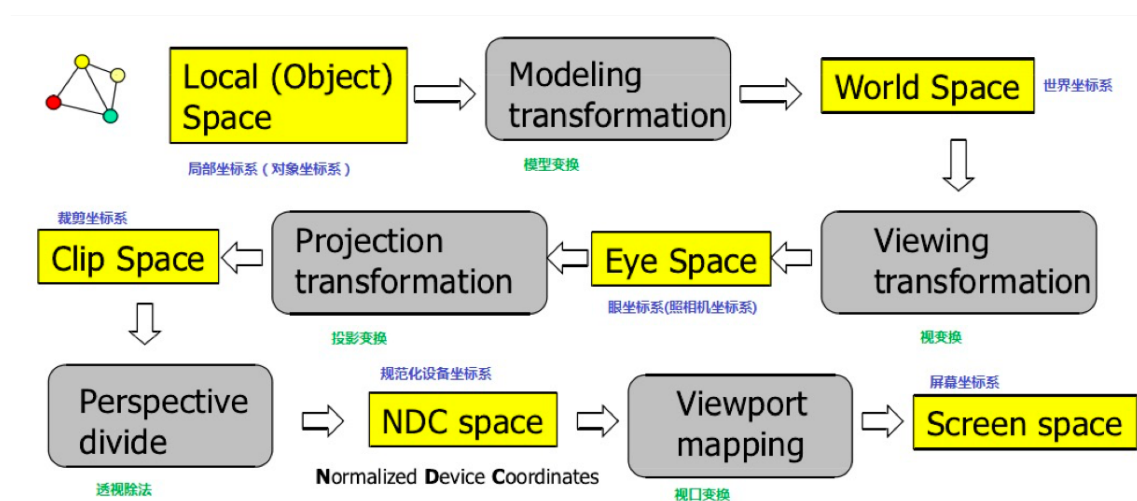 Local (Object)
Space
局部坐标系（对象坐标系）
Modeling
transformation
模型变换
World Space
世界坐标系
Viewing
transformation
视变换
Eye Space
眼坐标系(照相机坐标系)
Projection
transformation
投影变换
裁剪坐标系
Clip Space
Perspective
divide
透视除法
规范化设备坐标系
NDC space
Normalized Device Coordinates
Viewport
mapping
视口变换
屏幕坐标系
Screen space